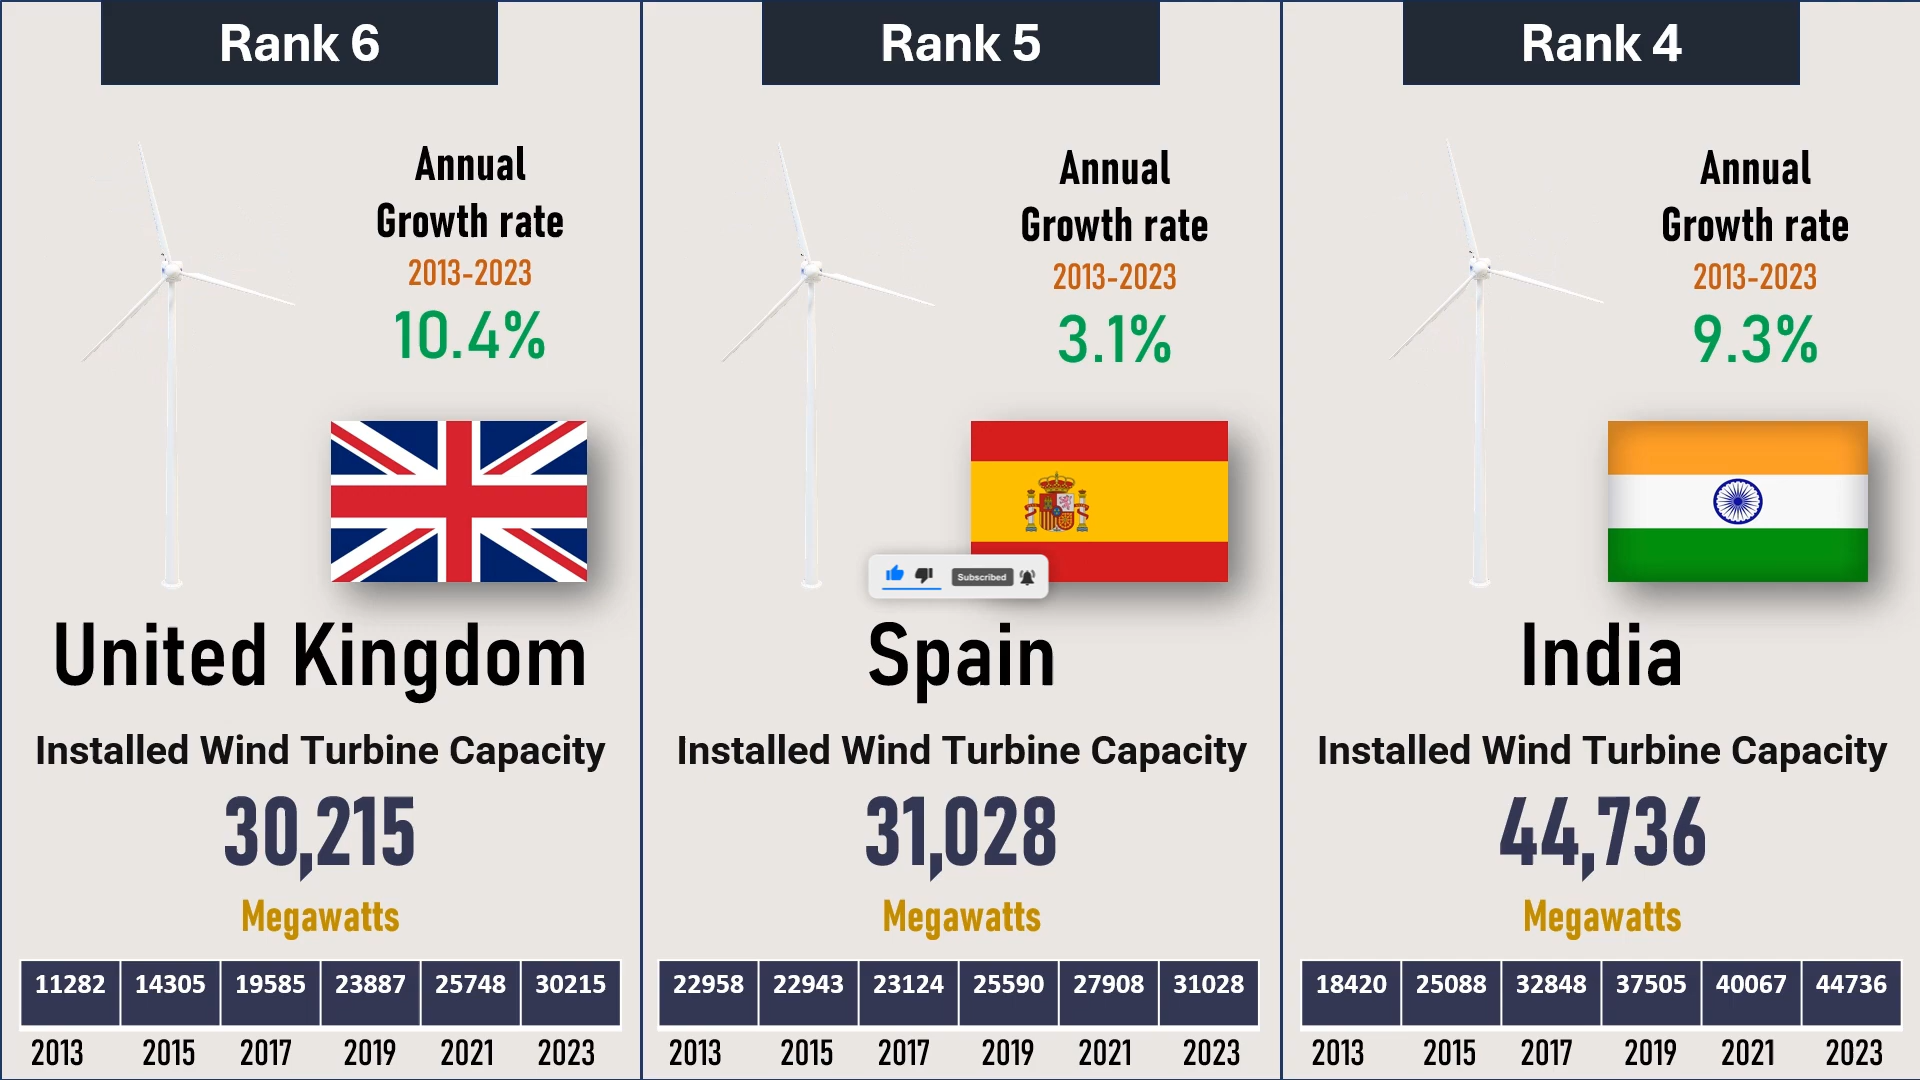 Rank 6
Annual
Growth rate
2013-2023
10.4%
United Kingdom
Installed Wind Turbine Capacity
30,215
Megawatts
11282 14305 19585 23887 25748 30215
2013 2015 2017 2019 2021 2023
Rank 5
Annual
Growth rate
2013-2023
3.1%
Subscribed
Spain
Installed Wind Turbine Capacity
31,028
Megawatts
22958 22943 23124 25590 27908 31028
2013 2015 2017 2019 2021 2023
Rank 4
Annual
Growth rate
2013-2023
9.3%
India
Installed Wind Turbine Capacity
44,736
Megawatts
18420 25088 32848 37505 40067 44736
2013 2015 2017 2019 2021 2023